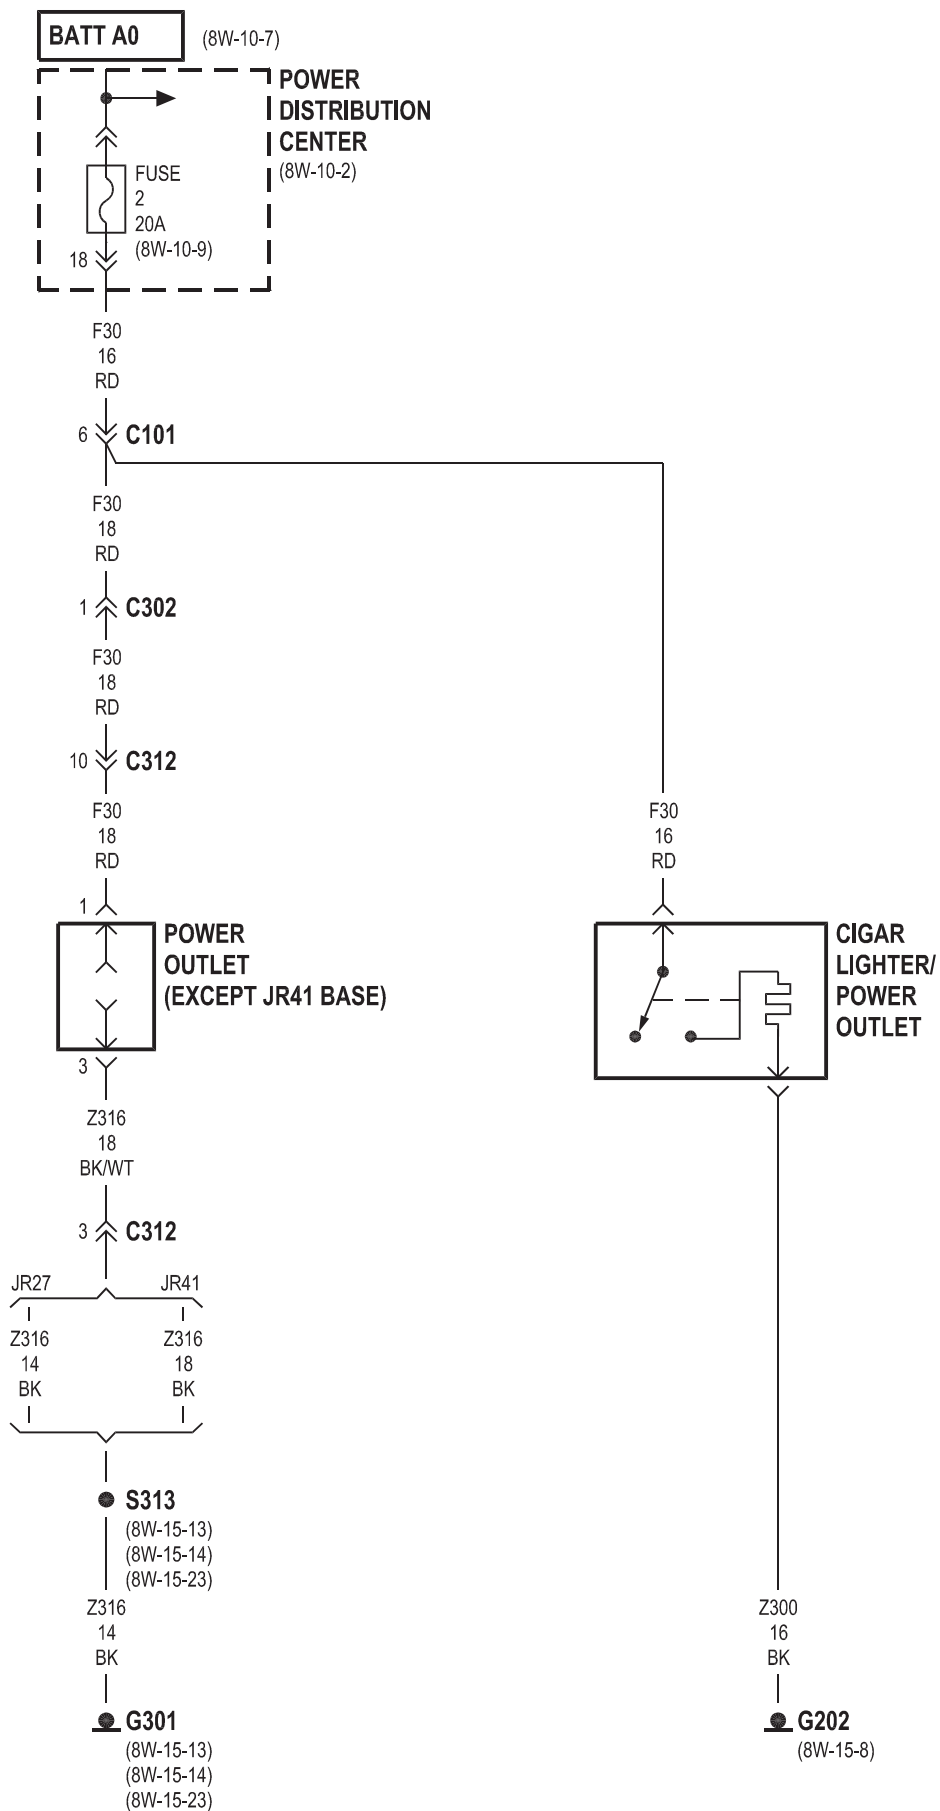 BATT A0
(8W-10-7)
POWER
DISTRIBUTION
CENTER
(8W-10-2)
FUSE
2
20A
(8W-10-9)
18
F30
16
RD
6
C101
F30
18
RD
1
C302
F30
18
RD
10
C312
F30
18
RD
1
POWER
OUTLET
(EXCEPT JR41 BASE)
3
Z316
18
BK/WT
3
C312
JR27
JR41
Z316
14
BK
Z316
18
BK
S313
(8W-15-13)
(8W-15-14)
(8W-15-23)
Z316
14
BK
G301
(8W-15-13)
(8W-15-14)
(8W-15-23)
F30
16
RD
CIGAR
LIGHTER/
POWER
OUTLET
Z300
16
BK
G202
(8W-15-8)